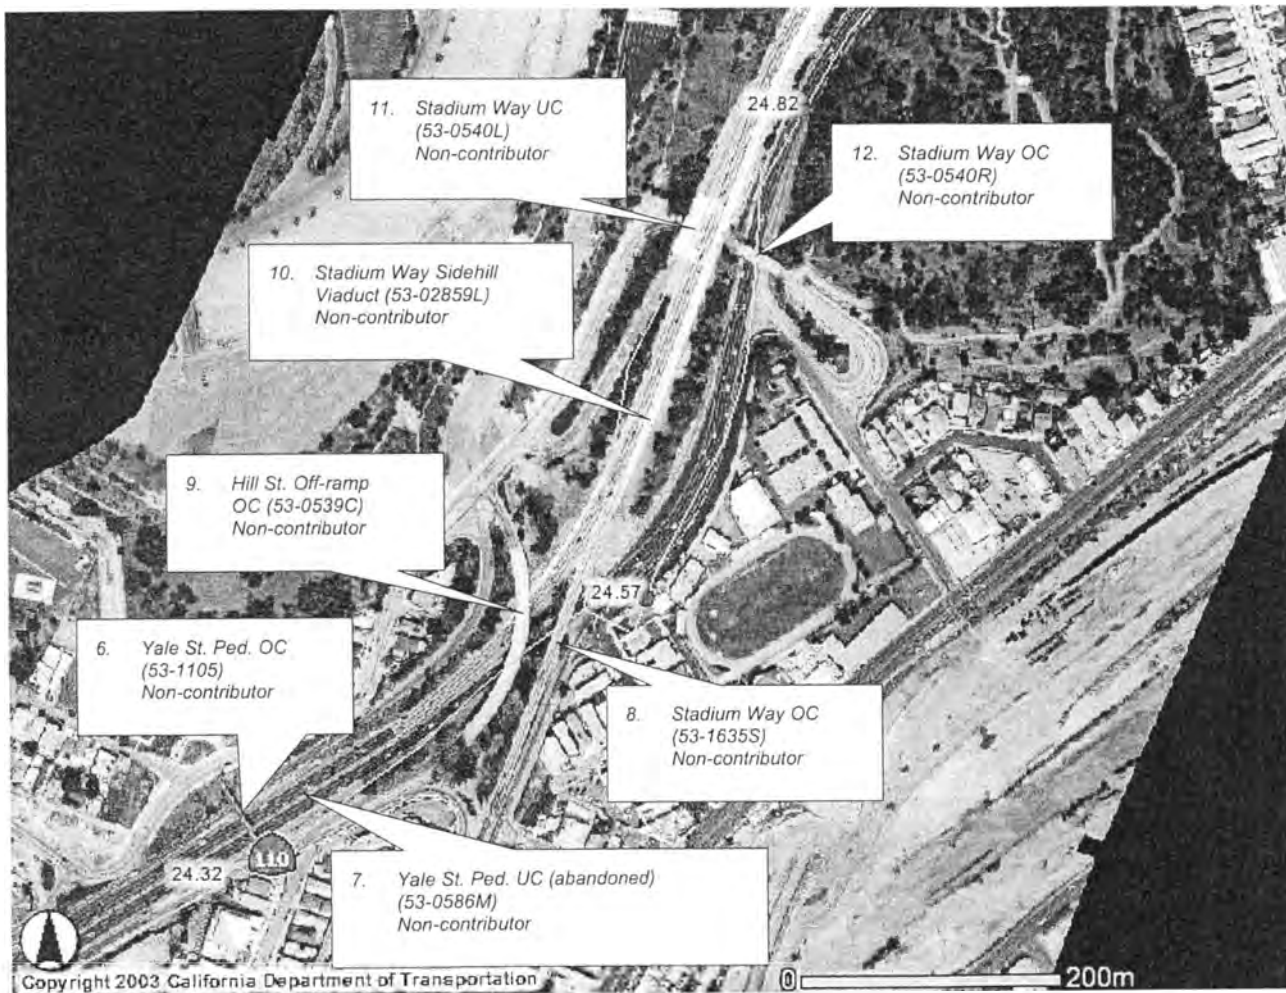 24.82
11. Stadium Way UC
(53-0540L)
Non-contributor
12. Stadium Way OC
(53-0540R)
Non-contributor
10. Stadium Way Sidehill
Viaduct (53-02859L)
Non-contributor
9. Hill St. Off-ramp
OC (53-0539C)
Non-contributor
24.57
6. Yale St. Ped. OC
(53-1105)
Non-contributor
8. Stadium Way OC
(53-1635S)
Non-contributor
110
24.32
7. Yale St. Ped. UC (abandoned)
(53-0586M)
Non-contributor
Copyright 2003 California Department of Transportation
0 200m